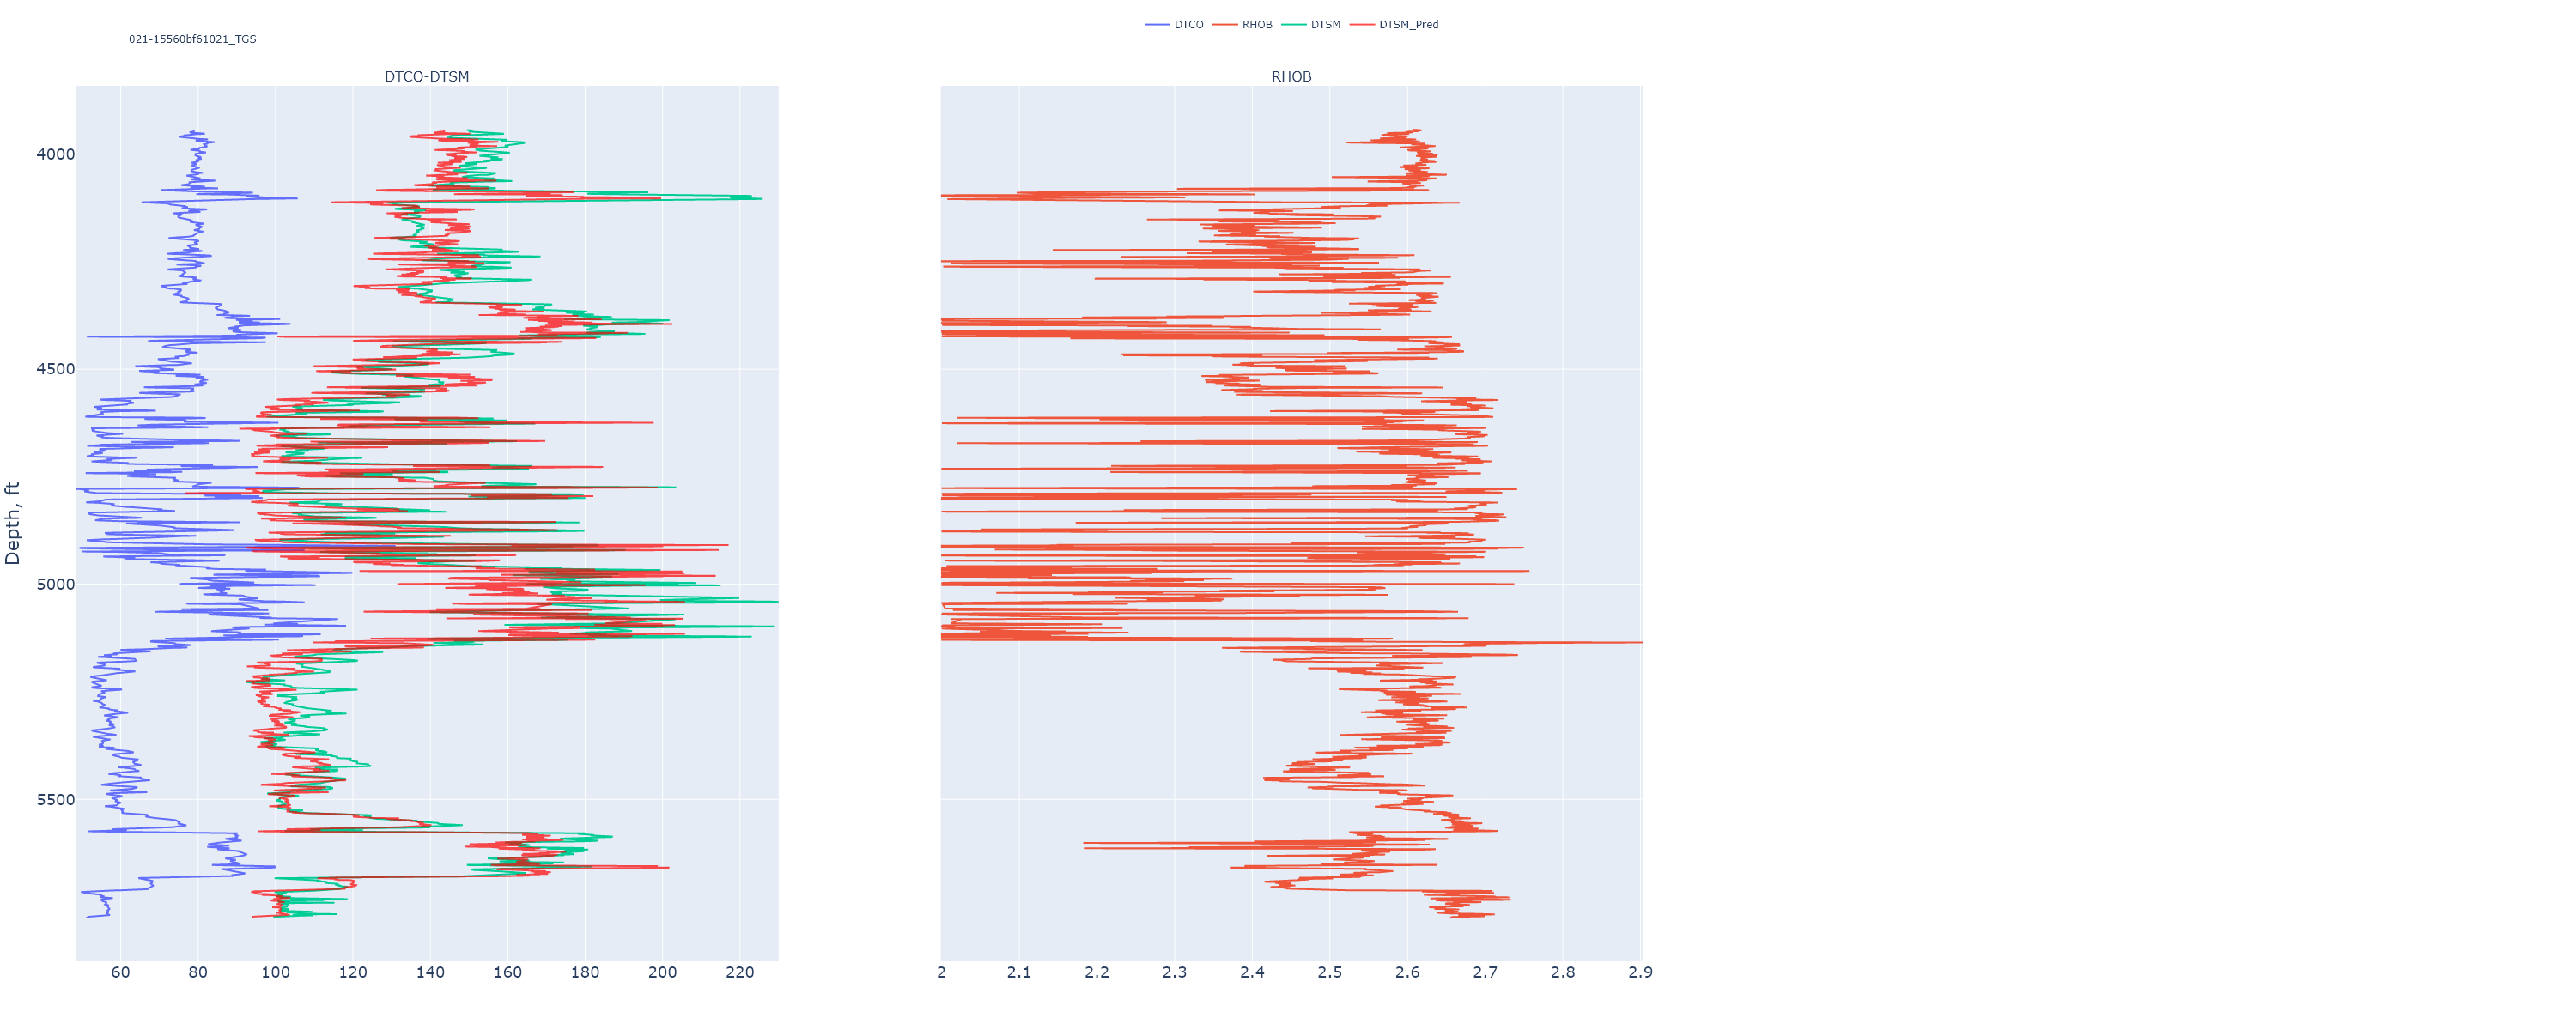 DTCO RHOB DTSM DTSM_Pred
021-15560bf61021_TGS
DTCO-DTSM
RHOB
4000
4500
5000
5500
Depth, ft
60 80 100 120 140 160 180 200 220
2 2.1 2.2 2.3 2.4 2.5 2.6 2.7 2.8 2.9